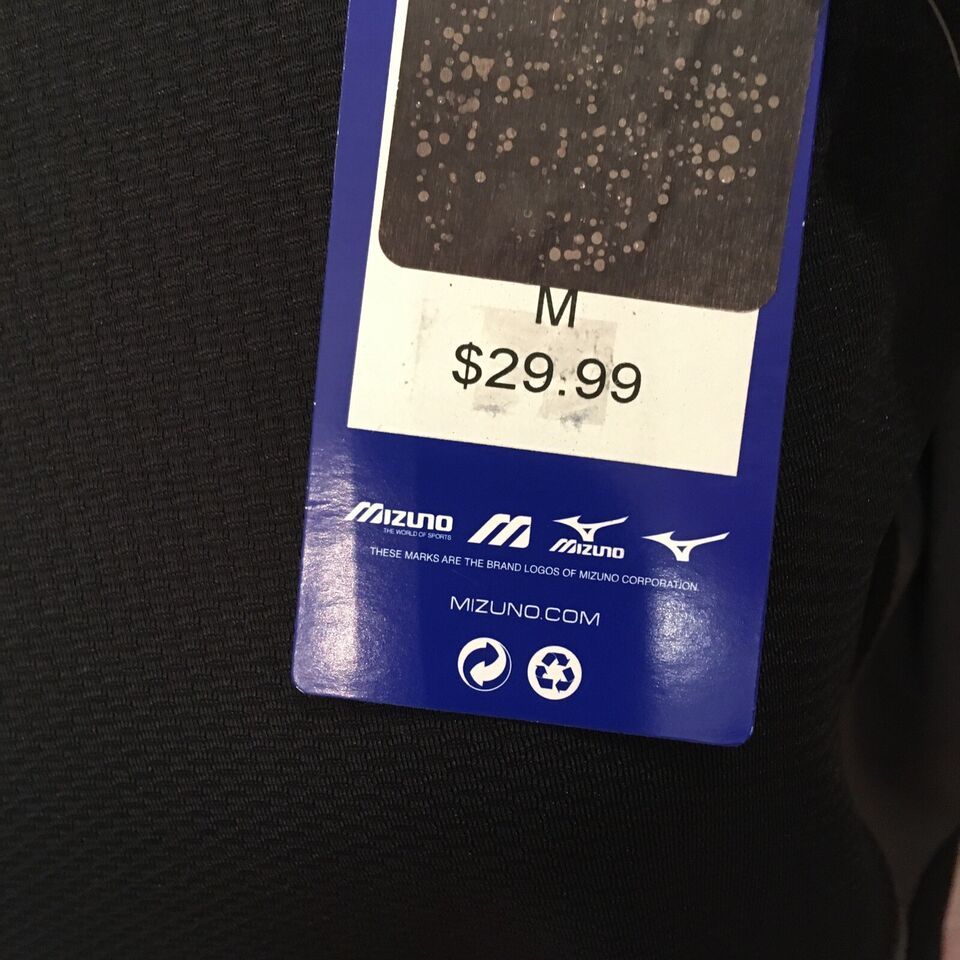 M
$29.99
MIZUNO
THE WORLD OF SPORTS
MIZUNO
THESE MARKS ARE THE BRAND LOGOS OF MIZUNO CORPORATION.
MIZUNO.COM